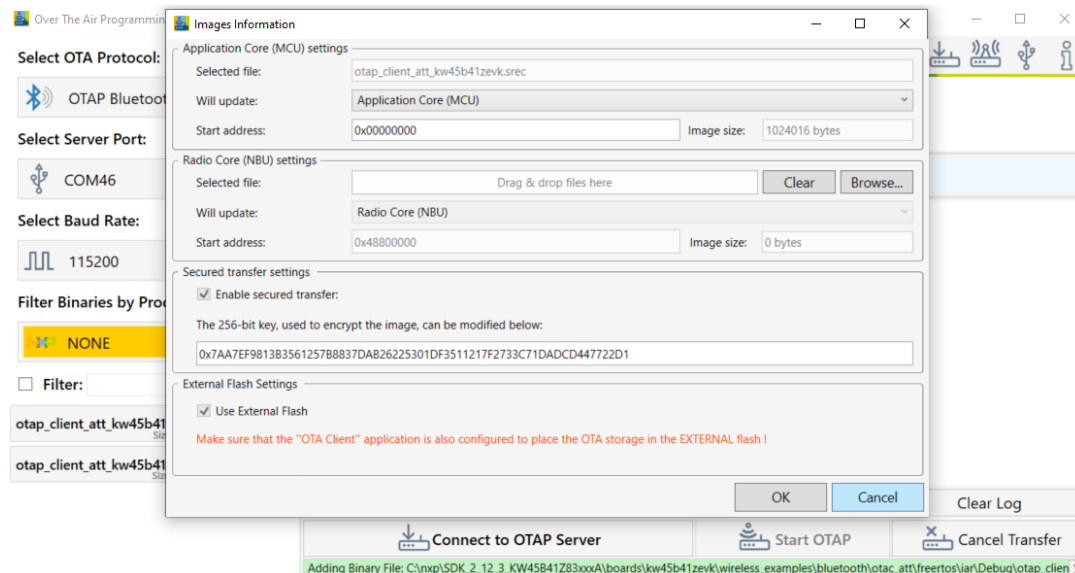 Over The Air Programmin
Images Information
Select OTA Protocol:
OTAP Bluetoot
Select Server Port:
COM46
Select Baud Rate:
115200
Filter Binaries by Pro
NXP NONE
Filter:
otap_client_att_kw45b41
Siz
otap_client_att_kw45b41
Siz
Application Core (MCU) settings
Selected file: otap_client_att_kw45b41zevk.srec
Will update: Application Core (MCU)
Start address: 0x00000000 Image size: 1024016 bytes
Radio Core (NBU) settings
Selected file: Drag & drop files here Clear Browse...
Will update: Radio Core (NBU)
Start address: 0x48800000 Image size: 0 bytes
Secured transfer settings
Enable secured transfer:
The 256-bit key, used to encrypt the image, can be modified below:
0x7AA7EF9813B3561257B8837DAB26225301DF3511217F2733C71DADCD447722D1
External Flash Settings
Use External Flash
Make sure that the "OTA Client" application is also configured to place the OTA storage in the EXTERNAL flash !
OK Cancel
Clear Log
Connect to OTAP Server Start OTAP Cancel Transfer
Adding Binary File: C:\nxp\SDK_2_12_3_KW45B41Z83xxxA\boards\kw45b41zevk\wireless_examples\bluetooth\otac_att\freertos\iar\Debug\otap_clien